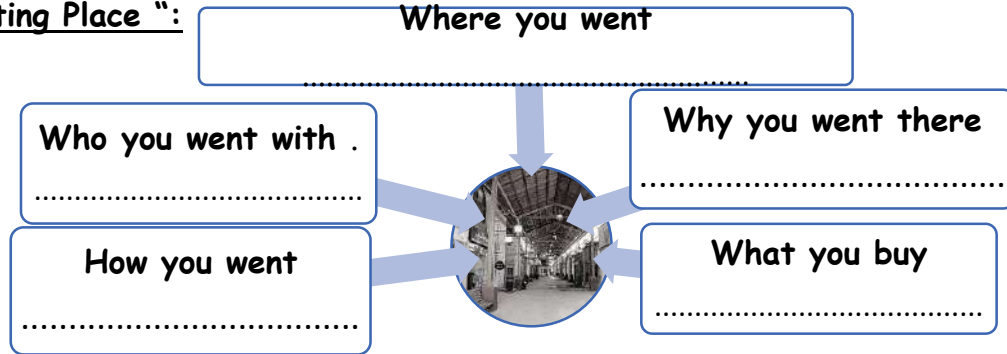 ting Place “:
Where you went
................................................................
Who you went with .
.........................................
Why you went there
......................................
How you went
...................................
What you buy
.........................................